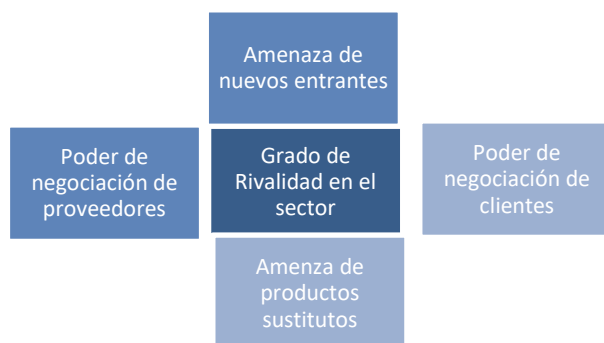 Amenaza de
nuevos entrantes
Poder de
negociación de
proveedores
Grado de
Rivalidad en el
sector
Poder de
negociación de
clientes
Amenza de
productos
sustitutos